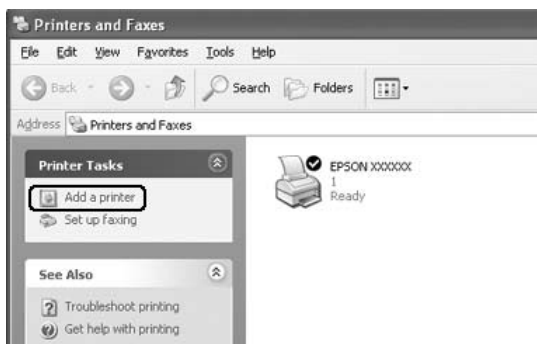 Printers and Faxes
File Edit View Favorites Tools Help
Back Search Folders
Address Printers and Faxes
Printer Tasks
Add a printer
Set up faxing
See Also
Troubleshoot printing
Get help with printing
EPSON XXXXXX
1
Ready